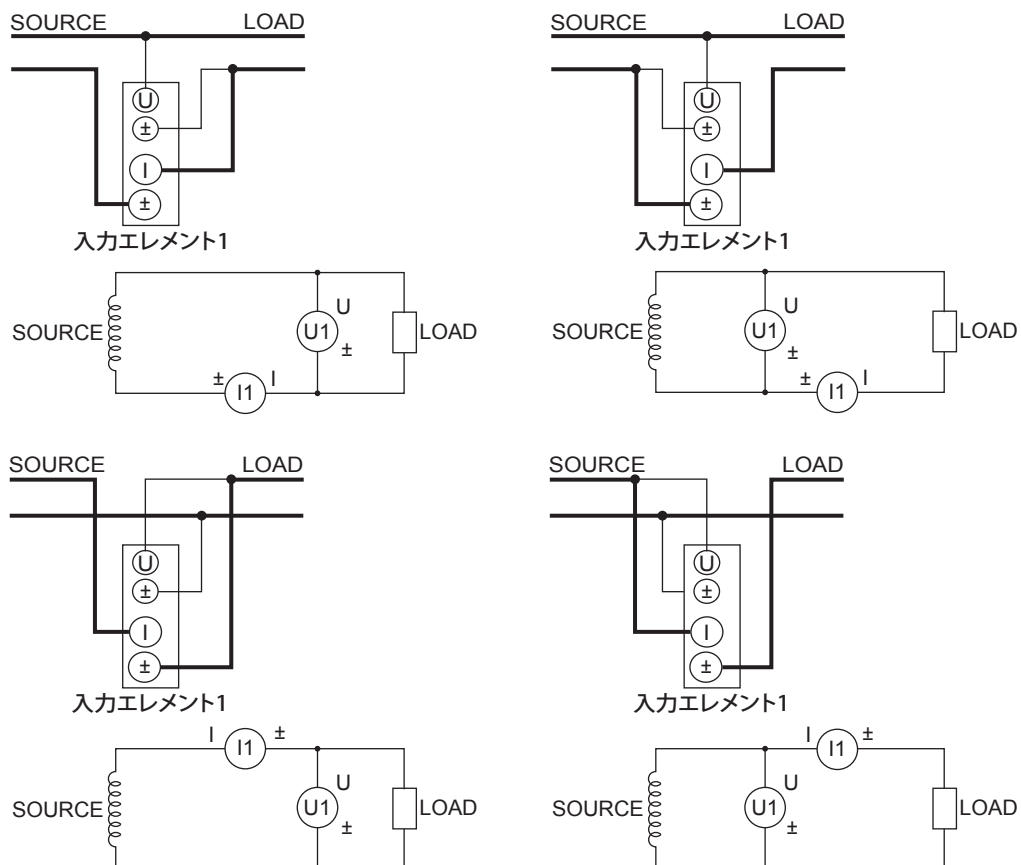 SOURCE LOAD
U
±
I
±
入力エレメント1
SOURCE
U
U1
±
LOAD
± I1 I
SOURCE LOAD
U
±
I
±
入力エレメント1
SOURCE
U
U1
±
LOAD
± I1 I
SOURCE LOAD
U
±
I
±
入力エレメント1
I I1 ±
SOURCE
U
U1
±
LOAD
SOURCE LOAD
U
±
I
±
入力エレメント1
I I1 ±
SOURCE
U
U1
±
LOAD